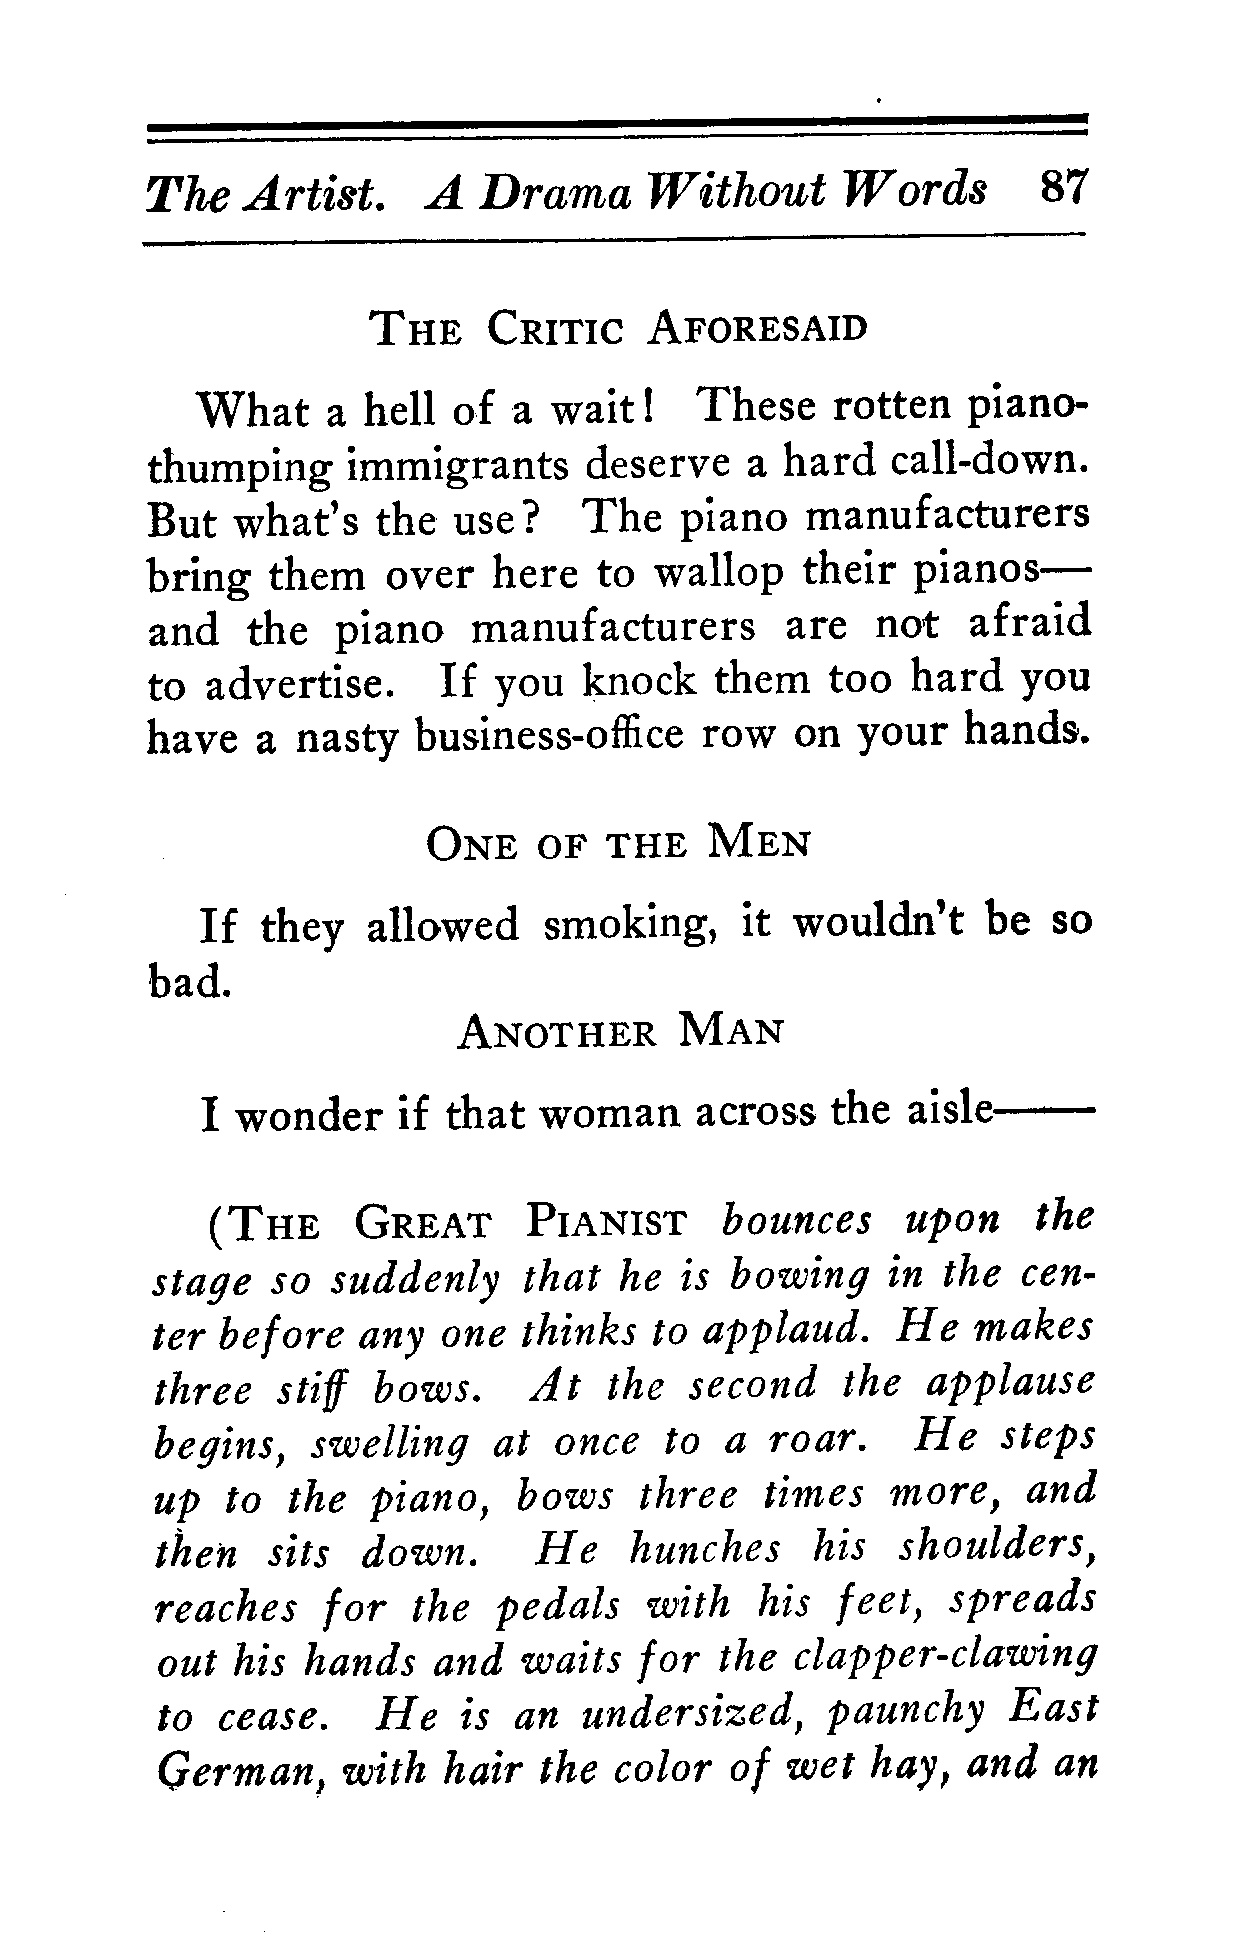 The Artist. A Drama Without Words 87
The Critic Aforesaid
What a hell of a wait! These rotten piano-
thumping immigrants deserve a hard call-down.
But what's the use? The piano manufacturers
bring them over here to wallop their pianos—
and the piano manufacturers are not afraid
to advertise. If you knock them too hard you
have a nasty business-office row on your hands.
One of the Men
If they allowed smoking, it wouldn't be so
bad.
Another Man
I wonder if that woman across the aisle——
(The Great Pianist bounces upon the
stage so suddenly that he is bowing in the cen-
ter before any one thinks to applaud. He makes
three stiff bows. At the second the applause
begins, swelling at once to a roar. He steps
up to the piano, bows three times more, and
then sits down. He hunches his shoulders,
reaches for the pedals with his feet, spreads
out his hands and waits for the clapper-clawing
to cease. He is an undersized, paunchy East
German, with hair the color of wet hay, and an